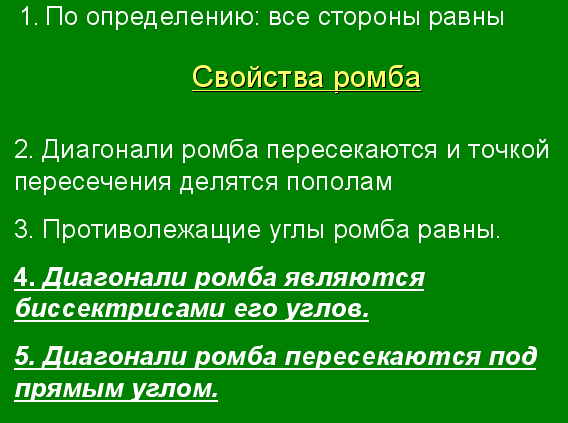 1. По определению: все стороны равны
Свойства ромба
2. Диагонали ромба пересекаются и точкой
пересечения делятся пополам
3. Противолежащие углы ромба равны.
4. Диагонали ромба являются
биссектрисами его углов.
5. Диагонали ромба пересекаются под
прямым углом.